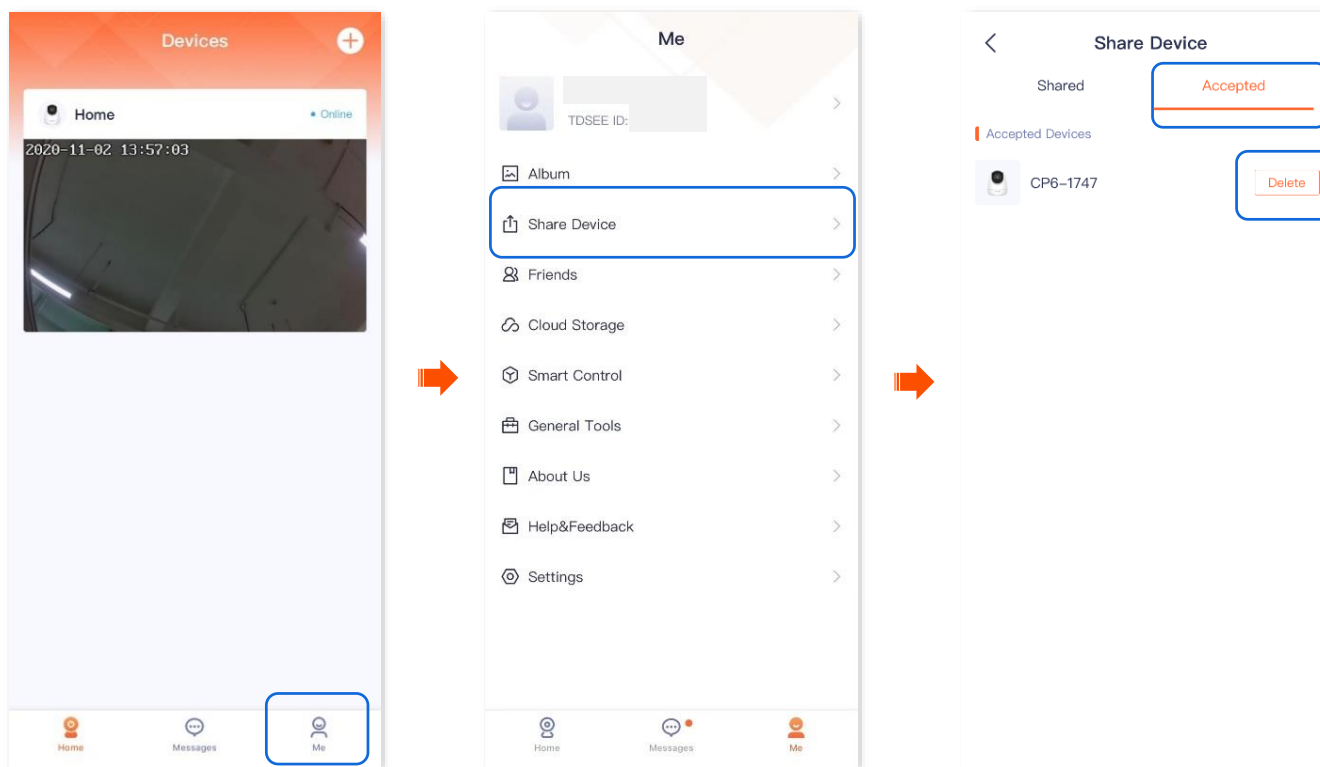 Devices
Home
Online
2020-11-02 13:57:03
Home
Messages
Me
Me
TDSEE ID:
Album
Share Device
Friends
Cloud Storage
Smart Control
General Tools
About Us
Help&Feedback
Settings
Home
Messages
Me
Share Device
Shared
Accepted
Accepted Devices
CP6-1747
Delete